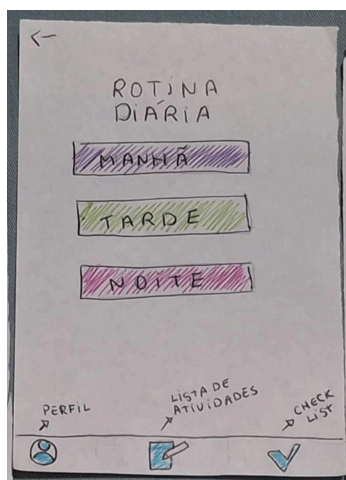 ROTINA
DIÁRIA
MANHÃ
TARDE
NOITE
PERFIL
LISTA DE
ATIVIDADES
CHECK
LIST